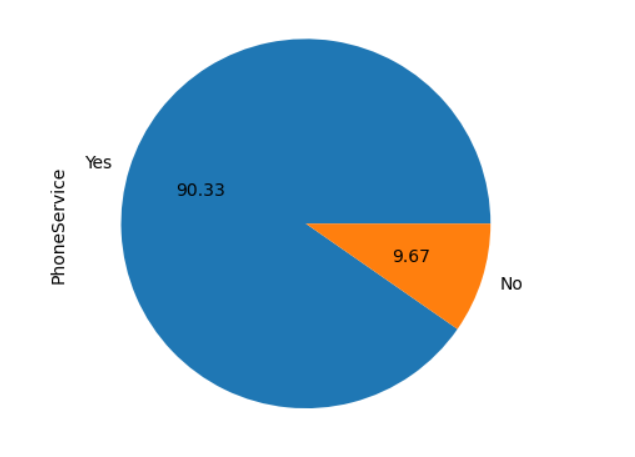 Yes
90.33
PhoneService
9.67
No